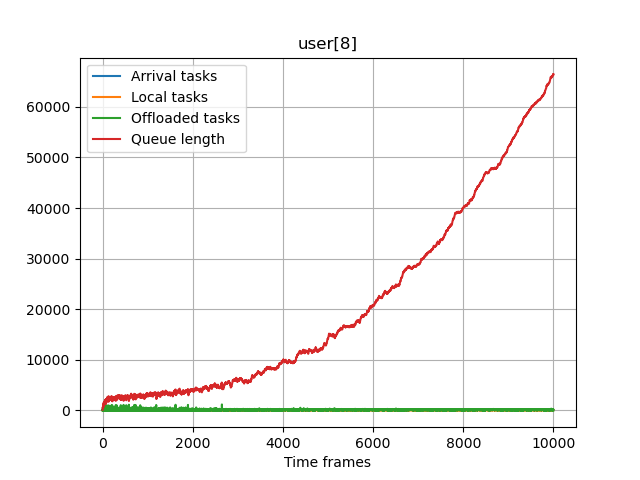 user[8]
Arrival tasks
Local tasks
Offloaded tasks
Queue length
60000
50000
40000
30000
20000
10000
0
0 2000 4000 6000 8000 10000
Time frames